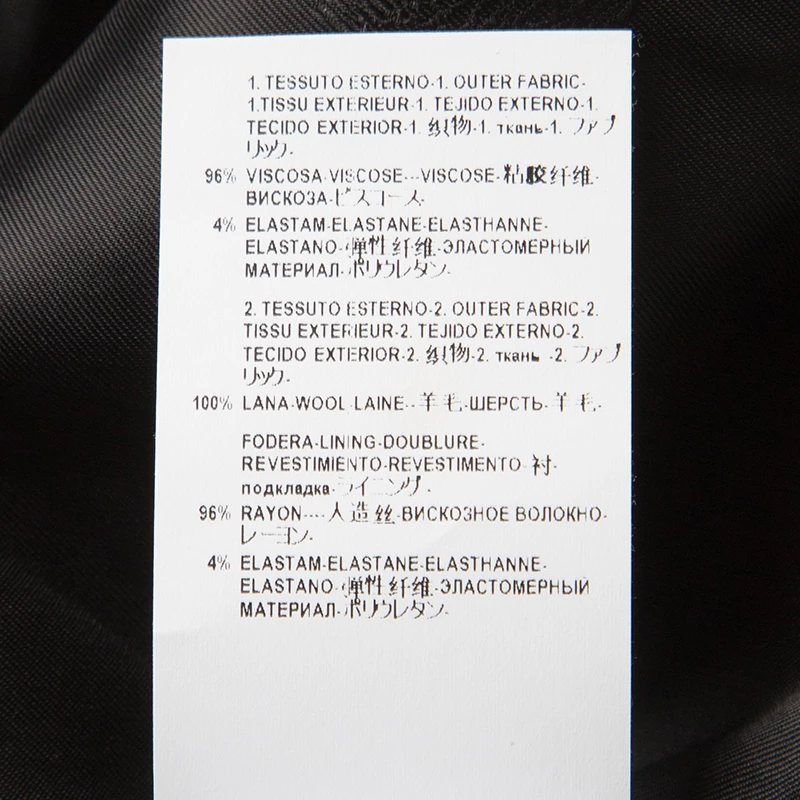 1. TESSUTO ESTERNO-1. OUTER FABRIC-
1.TISSU EXTERIEUR-1. TEJIDO EXTERNO-1.
TECIDO EXTERIOR-1. 织物-1. ткань-1. ファブ
リック-
96% VISCOSA-VISCOSE---VISCOSE-粘胶纤维-
ВИСКОЗА-ビスコース-
4% ELASTAM-ELASTANE-ELASTHANNE-
ELASTANO-弹性纤维-ЭЛАСТОМЕРНЫЙ
МАТЕРИАЛ-ポリウレタン-
2. TESSUTO ESTERNO-2. OUTER FABRIC-2.
TISSU EXTERIEUR-2. TEJIDO EXTERNO-2.
TECIDO EXTERIOR-2. 织物-2. ткань -2. ファブ
リック-
100% LANA-WOOL-LAINE--羊毛-ШЕРСТЬ-羊毛-
FODERA-LINING-DOUBLURE-
REVESTIMIENTO-REVESTIMENTO-衬-
подкладка-ライニング-
96% RAYON----人造丝-ВИСКОЗНОЕ ВОЛОКНО-
レーヨン-
4% ELASTAM-ELASTANE-ELASTHANNE-
ELASTANO-弹性纤维-ЭЛАСТОМЕРНЫЙ
МАТЕРИАЛ-ポリウレタン-